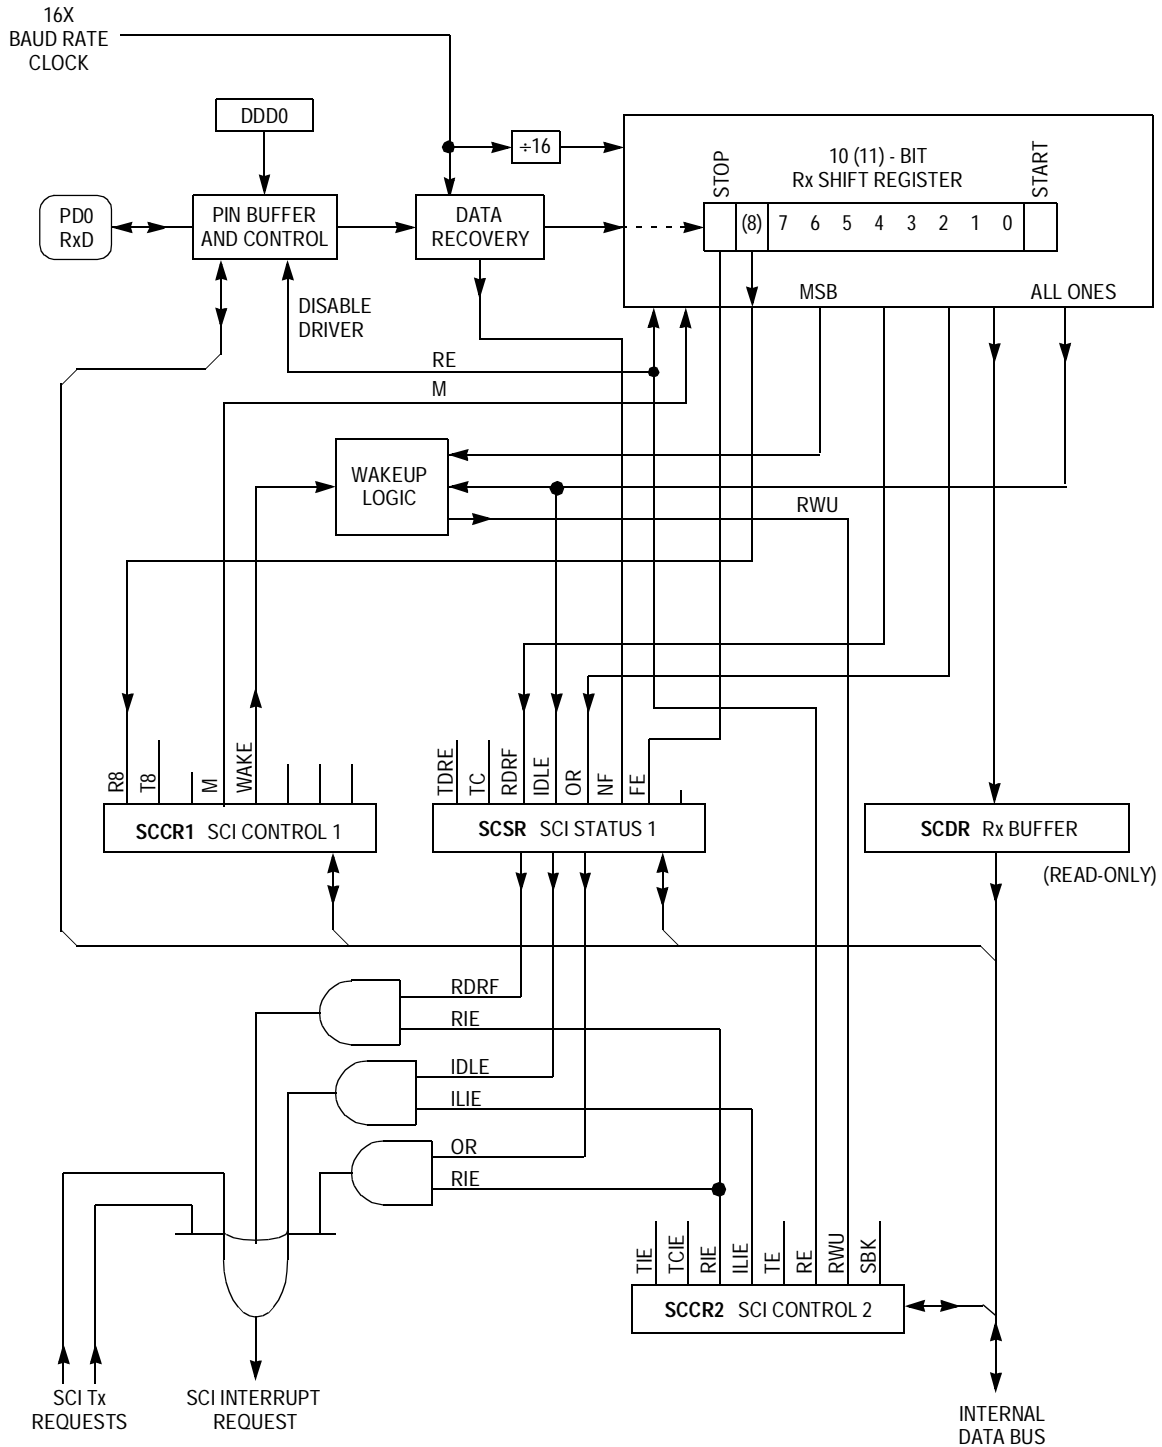 16X
BAUD RATE
CLOCK
DDD0
÷16
10 (11) - BIT
Rx SHIFT REGISTER
STOP
START
PD0
RxD
PIN BUFFER
AND CONTROL
DATA
RECOVERY
(8) 7 6 5 4 3 2 1 0
MSB
ALL ONES
DISABLE
DRIVER
RE
M
WAKEUP
LOGIC
RWU
R8
T8
M
WAKE
TDRE
TC
RDRF
IDLE
OR
NF
FE
SCCR1 SCI CONTROL 1
SCSR SCI STATUS 1
SCDR Rx BUFFER
(READ-ONLY)
RDRF
RIE
IDLE
ILIE
OR
RIE
TIE
TCIE
RIE
ILIE
TE
RE
RWU
SBK
SCCR2 SCI CONTROL 2
SCI Tx
REQUESTS
SCI INTERRUPT
REQUEST
INTERNAL
DATA BUS